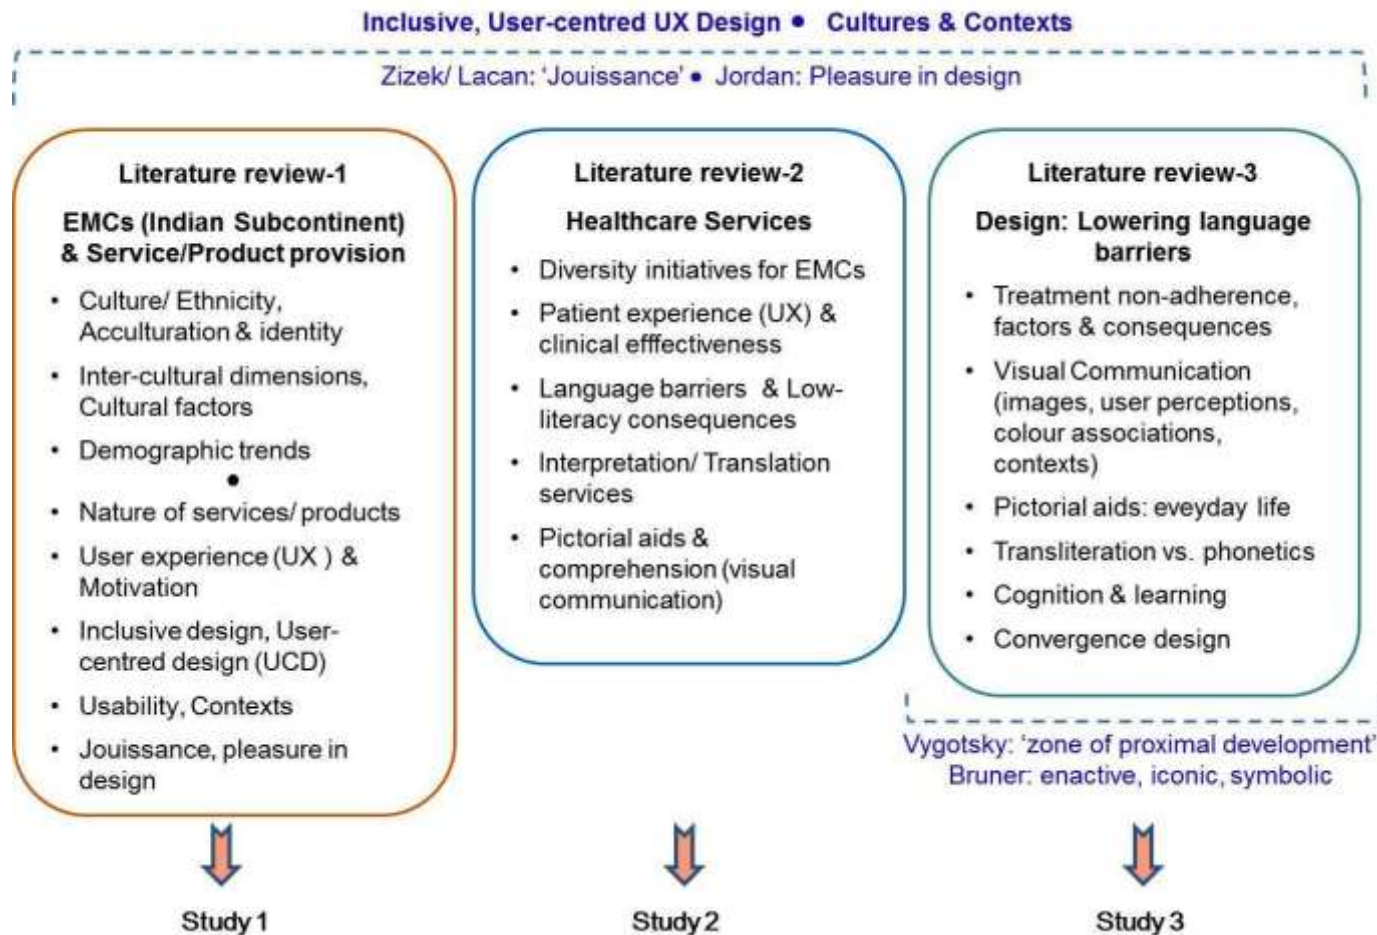 Inclusive, User-centred UX Design • Cultures & Contexts
Zizek/ Lacan: ‘Jouissance’ • Jordan: Pleasure in design
Literature review-1
EMCs (Indian Subcontinent)
& Service/Product provision
• Culture/ Ethnicity,
Acculturation & identity
• Inter-cultural dimensions,
Cultural factors
• Demographic trends
•
• Nature of services/ products
• User experience (UX ) &
Motivation
• Inclusive design, User-
centred design (UCD)
• Usability, Contexts
• Jouissance, pleasure in
design
Study 1
Literature review-2
Healthcare Services
• Diversity initiatives for EMCs
• Patient experience (UX) &
clinical efffectiveness
• Language barriers & Low-
literacy consequences
• Interpretation/ Translation
services
• Pictorial aids &
comprehension (visual
communication)
Study 2
Literature review-3
Design: Lowering language
barriers
• Treatment non-adherence,
factors & consequences
• Visual Communication
(images, user perceptions,
colour associations,
contexts)
• Pictorial aids: eveyday life
• Transliteration vs. phonetics
• Cognition & learning
• Convergence design
Vygotsky: ‘zone of proximal development’
Bruner: enactive, iconic, symbolic
Study 3